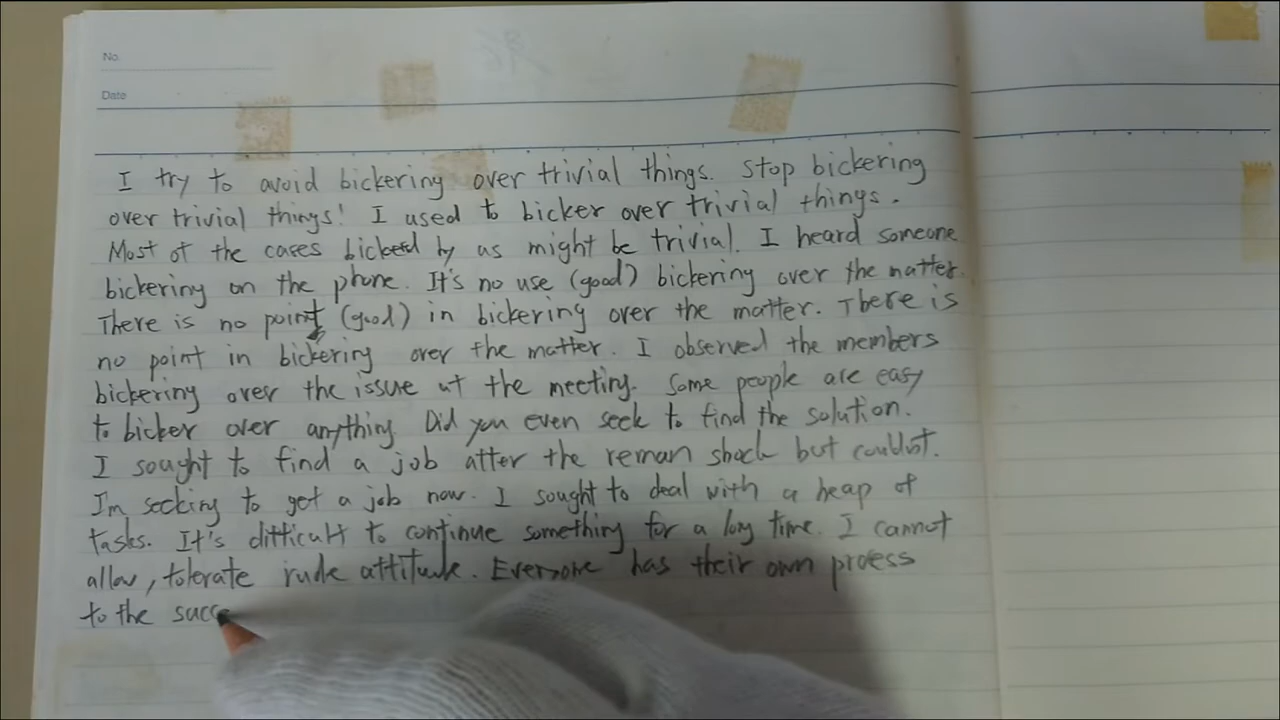 No.
Date
I try to avoid bickering over trivial things. Stop bickering
over trivial things! I used to bicker over trivial things.
Most of the cases bickerd by us might be trivial. I heard someone
bickering on the phone. It's no use (good) bickering over the matter.
There is no point (good) in bickering over the matter. There is
no point in bickering over the matter. I observed the members
bickering over the issue at the meeting. Some people are easy
to bicker over anything Did you even seek to find the solution.
I sought to find a job after the reman shock but couldnt.
I'm seeking to get a job now. I sought to deal with a heap of
tasks. It's difficult to continue something for a long time. I cannot
allow, tolerate rude attitude. Everyone has their own process
to the succe